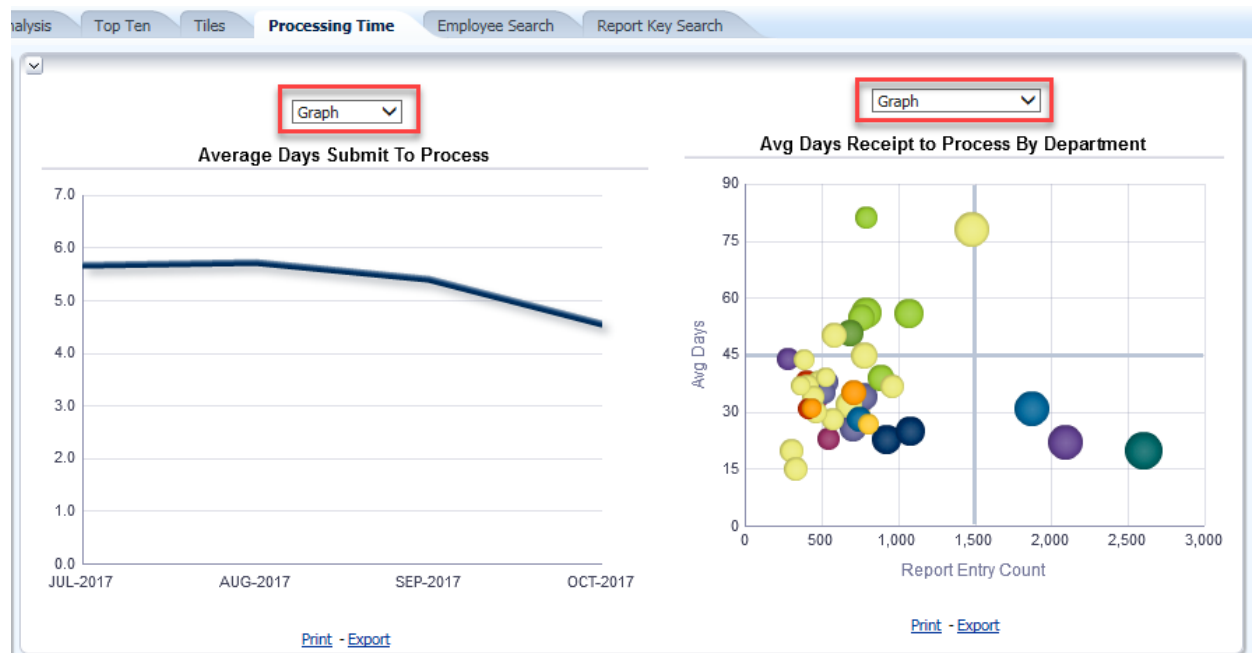 nalysis Top Ten Tiles Processing Time Employee Search Report Key Search
Graph
Average Days Submit To Process
7.0
6.0
5.0
4.0
3.0
2.0
1.0
0.0
JUL-2017 AUG-2017 SEP-2017 OCT-2017
Print - Export
Graph
Avg Days Receipt to Process By Department
Avg Days
90
75
60
45
30
15
0
0 500 1,000 1,500 2,000 2,500 3,000
Report Entry Count
Print - Export